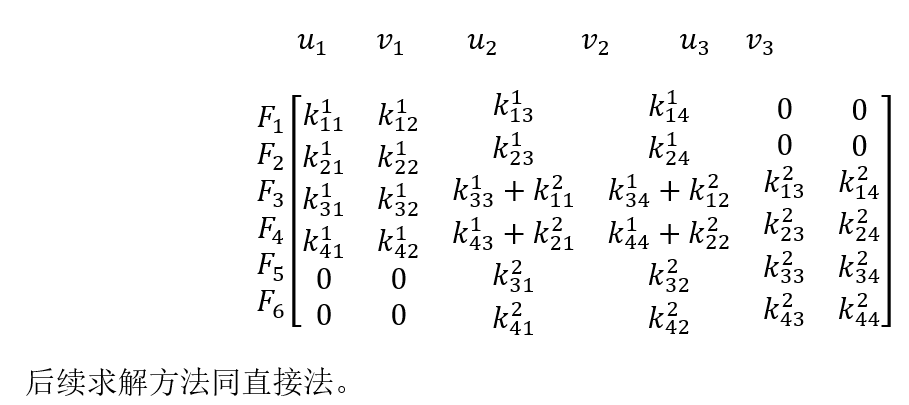 u₁ v₁ u₂ v₂ u₃ v₃
F₁ k¹₁₁ k¹₁₂ k¹₁₃ k¹₁₄ 0 0
F₂ k¹₂₁ k¹₂₂ k¹₂₃ k¹₂₄ 0 0
F₃ k¹₃₁ k¹₃₂ k¹₃₃ + k²₁₁ k¹₃₄ + k²₁₂ k²₁₃ k²₁₄
F₄ k¹₄₁ k¹₄₂ k¹₄₃ + k²₂₁ k¹₄₄ + k²₂₂ k²₂₃ k²₂₄
F₅ 0 0 k²₃₁ k²₃₂ k²₃₃ k²₃₄
F₆ 0 0 k²₄₁ k²₄₂ k²₄₃ k²₄₄
后续求解方法同直接法。